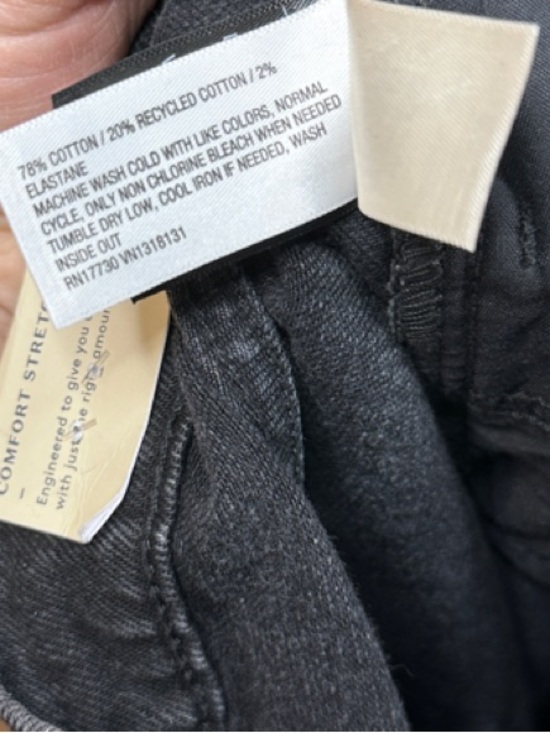 78% COTTON / 20% RECYCLED COTTON / 2%
ELASTANE
MACHINE WASH COLD WITH LIKE COLORS, NORMAL
CYCLE, ONLY NON CHLORINE BLEACH WHEN NEEDED
TUMBLE DRY LOW, COOL IRON IF NEEDED, WASH
INSIDE OUT
RN17730 VN1318131
COMFORT STRET
Engineered to give you
with just the right amou